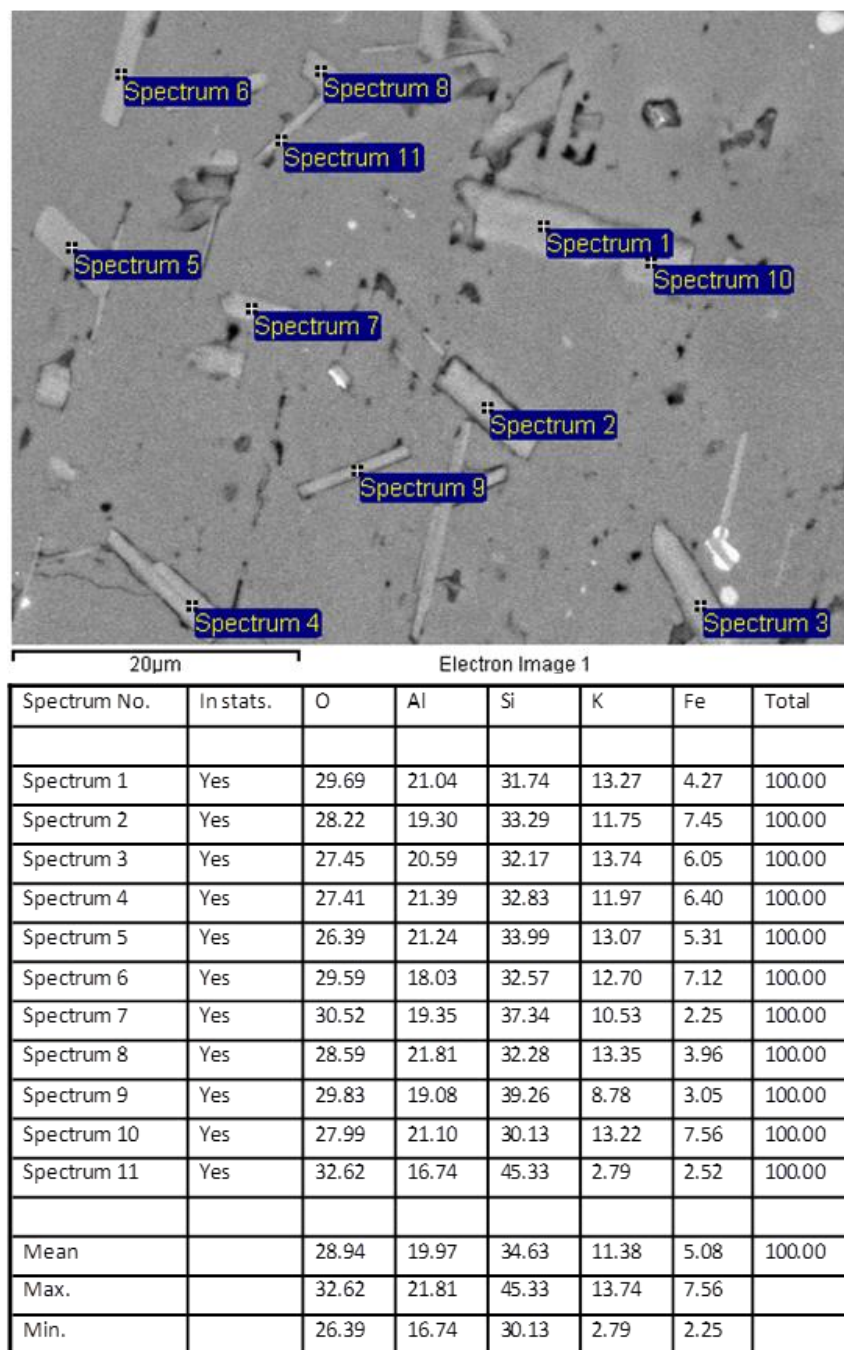 Spectrum 6
Spectrum 8
Spectrum 11
Spectrum 1
Spectrum 5
Spectrum 10
Spectrum 7
Spectrum 2
Spectrum 9
Spectrum 4
Spectrum 3
20µm Electron Image 1
Spectrum No. In stats. O Al Si K Fe Total
Spectrum 1 Yes 29.69 21.04 31.74 13.27 4.27 100.00
Spectrum 2 Yes 28.22 19.30 33.29 11.75 7.45 100.00
Spectrum 3 Yes 27.45 20.59 32.17 13.74 6.05 100.00
Spectrum 4 Yes 27.41 21.39 32.83 11.97 6.40 100.00
Spectrum 5 Yes 26.39 21.24 33.99 13.07 5.31 100.00
Spectrum 6 Yes 29.59 18.03 32.57 12.70 7.12 100.00
Spectrum 7 Yes 30.52 19.35 37.34 10.53 2.25 100.00
Spectrum 8 Yes 28.59 21.81 32.28 13.35 3.96 100.00
Spectrum 9 Yes 29.83 19.08 39.26 8.78 3.05 100.00
Spectrum 10 Yes 27.99 21.10 30.13 13.22 7.56 100.00
Spectrum 11 Yes 32.62 16.74 45.33 2.79 2.52 100.00
Mean 28.94 19.97 34.63 11.38 5.08 100.00
Max. 32.62 21.81 45.33 13.74 7.56
Min. 26.39 16.74 30.13 2.79 2.25